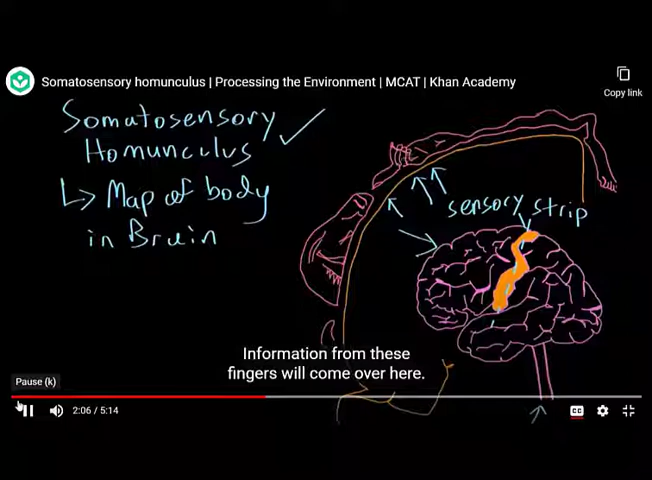 Somatosensory homunculus | Processing the Environment | MCAT | Khan Academy
Copy link
Somatosensory
Homunculus
Map of body
in Brain
sensory strip
Information from these
fingers will come over here.
Pause (k)
2:06 / 5:14
CC